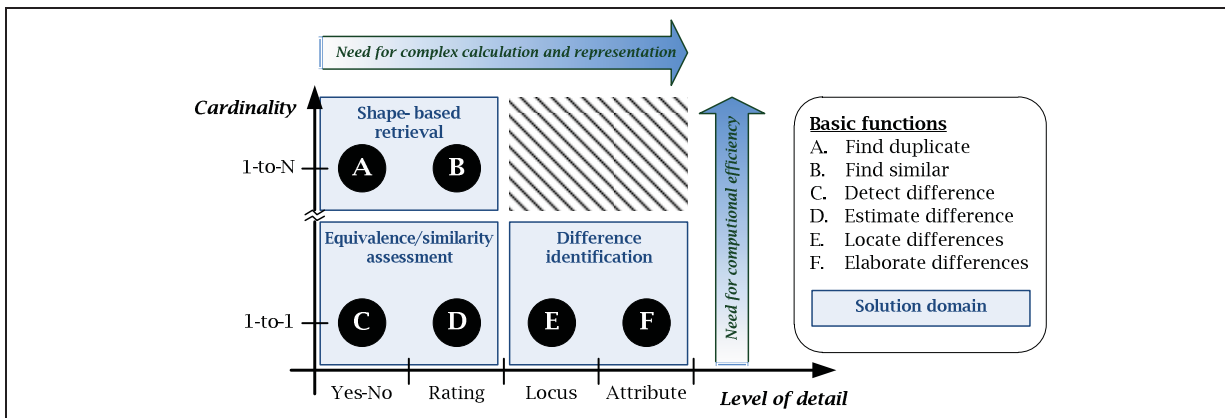 Need for complex calculation and representation
Cardinality
Shape- based
retrieval
A
B
1-to-N
Equivalence/similarity
assessment
Difference
identification
C
D
E
F
1-to-1
Yes-No
Rating
Locus
Attribute
Level of detail
Need for computional efficiency
Basic functions
A. Find duplicate
B. Find similar
C. Detect difference
D. Estimate difference
E. Locate differences
F. Elaborate differences
Solution domain